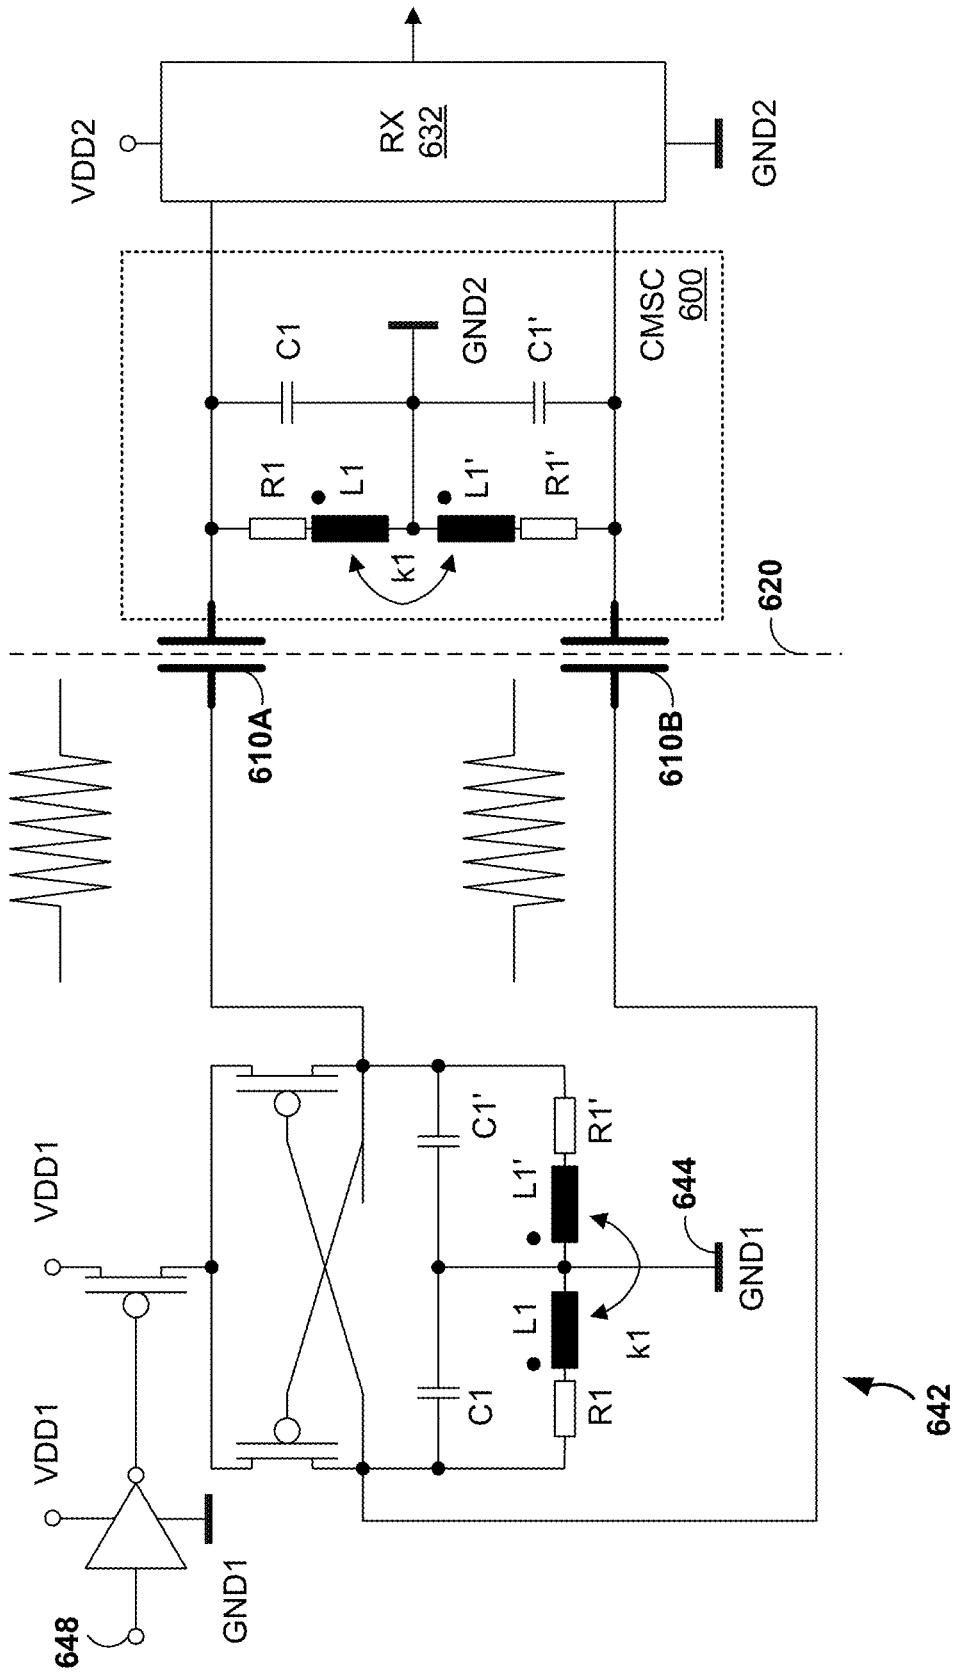 648
VDD1
GND1
VDD1
C1
R1
L1
k1
C1'
L1'
R1'
644
GND1
642
610A
610B
620
R1
L1
k1
L1'
R1'
C1
GND2
C1'
CMSC
600
VDD2
RX
632
GND2